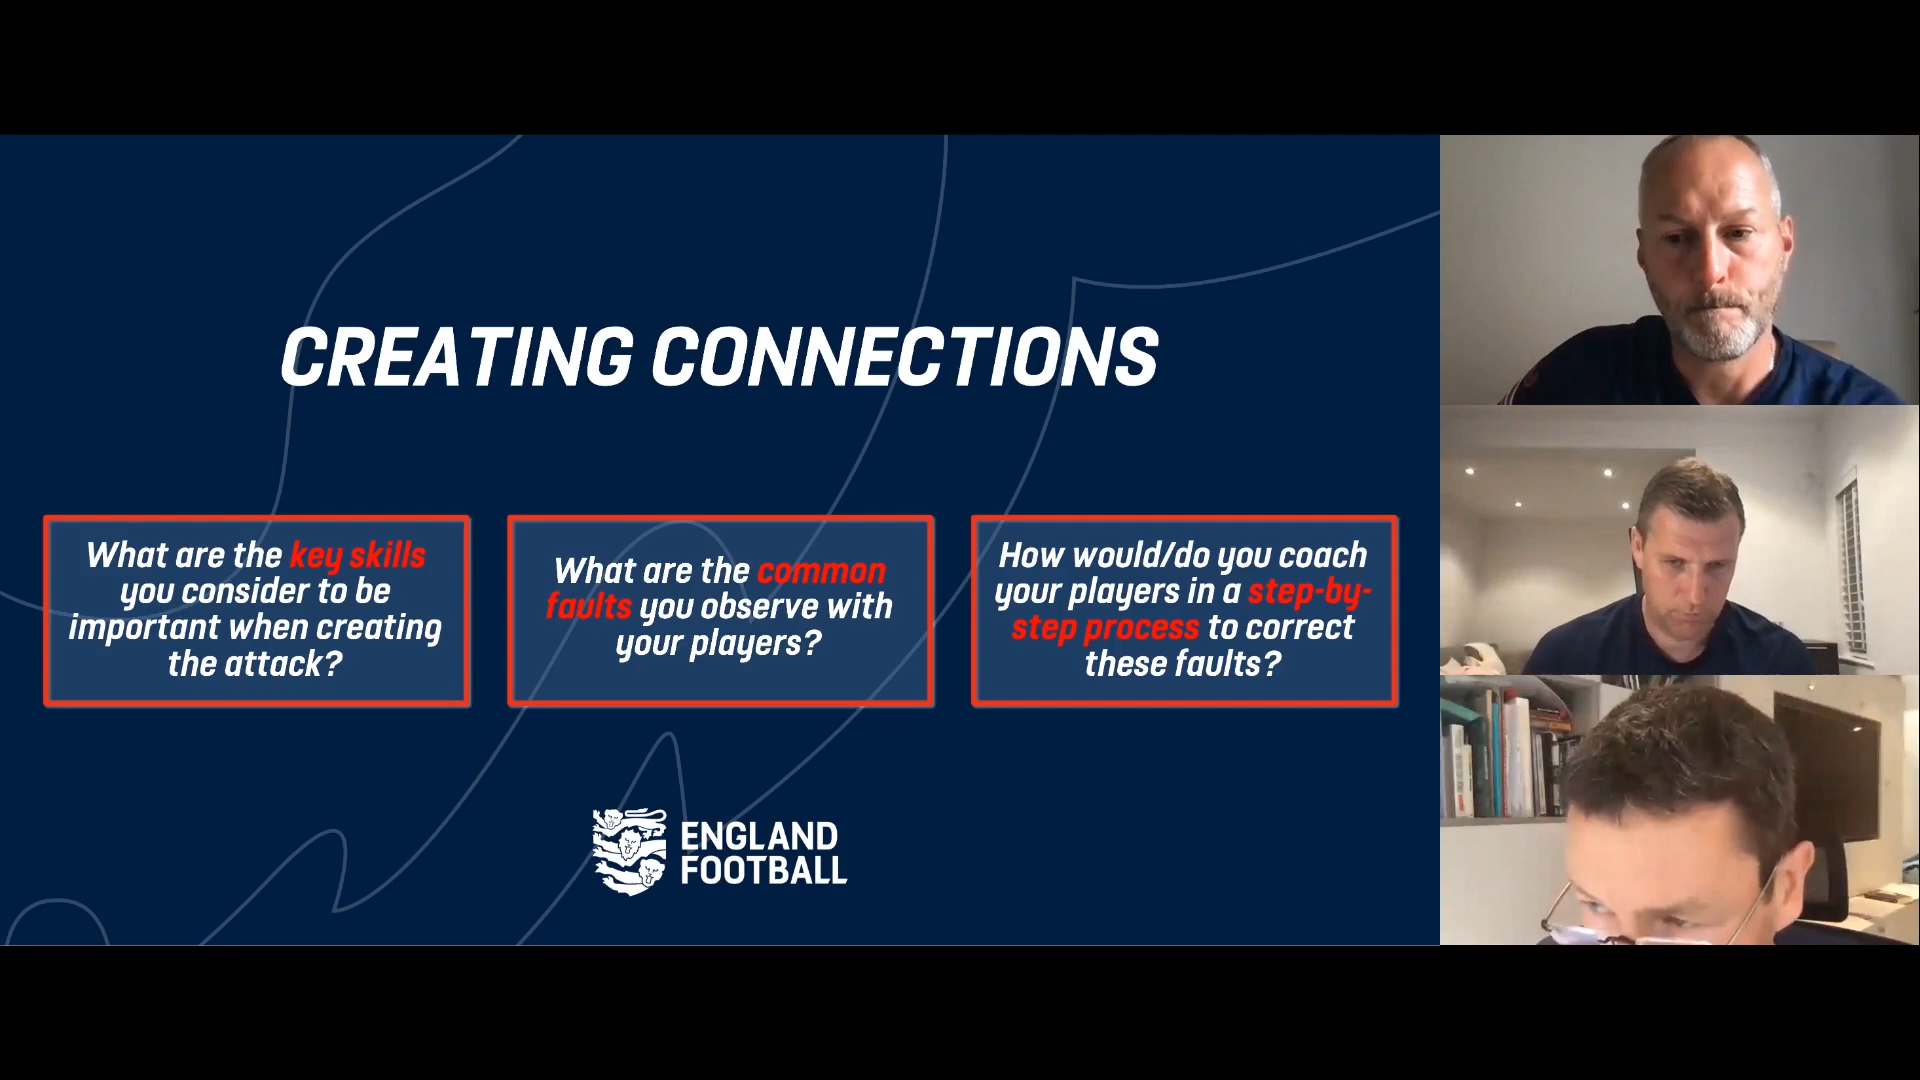 CREATING CONNECTIONS
What are the key skills
you consider to be
important when creating
the attack?
What are the common
faults you observe with
your players?
How would/do you coach
your players in a step-by-
step process to correct
these faults?
ENGLAND
FOOTBALL